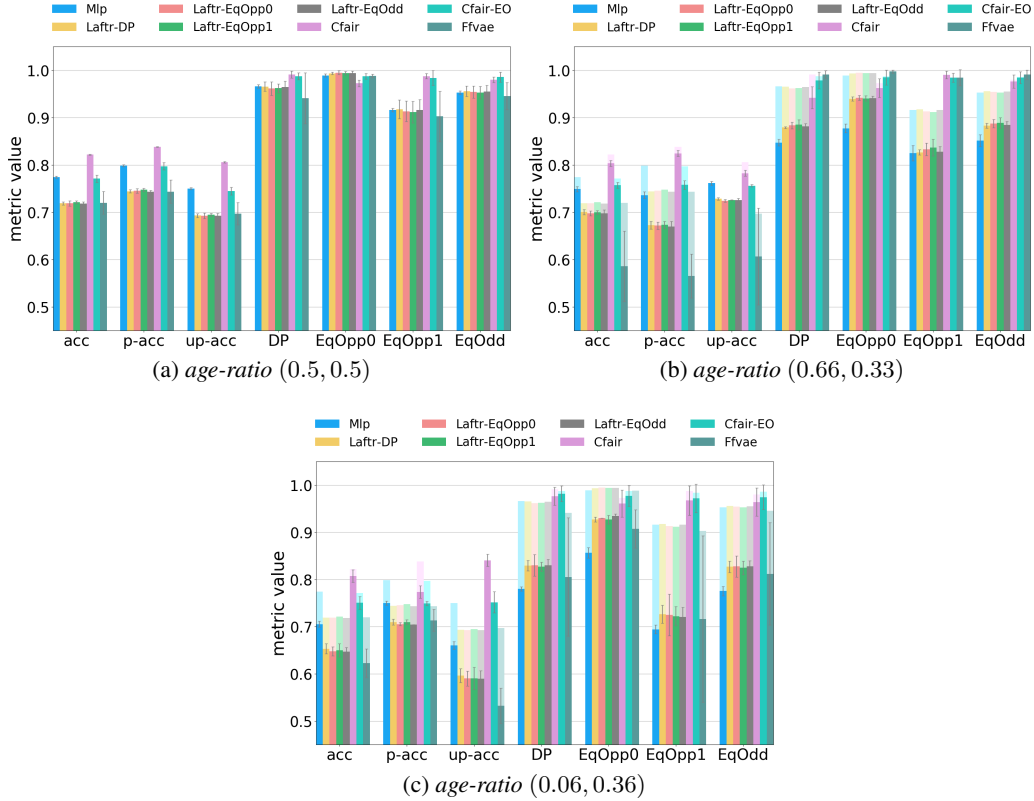 Mlp Laftr-EqOpp0 Laftr-EqOdd Cfair-EO
Laftr-DP Laftr-EqOpp1 Cfair Ffvae
metric value
1.0
0.9
0.8
0.7
0.6
0.5
acc p-acc up-acc DP EqOpp0 EqOpp1 EqOdd
(a) age-ratio (0.5, 0.5)
Mlp Laftr-EqOpp0 Laftr-EqOdd Cfair-EO
Laftr-DP Laftr-EqOpp1 Cfair Ffvae
metric value
1.0
0.9
0.8
0.7
0.6
0.5
acc p-acc up-acc DP EqOpp0 EqOpp1 EqOdd
(b) age-ratio (0.66, 0.33)
Mlp Laftr-EqOpp0 Laftr-EqOdd Cfair-EO
Laftr-DP Laftr-EqOpp1 Cfair Ffvae
metric value
1.0
0.9
0.8
0.7
0.6
0.5
acc p-acc up-acc DP EqOpp0 EqOpp1 EqOdd
(c) age-ratio (0.06, 0.36)